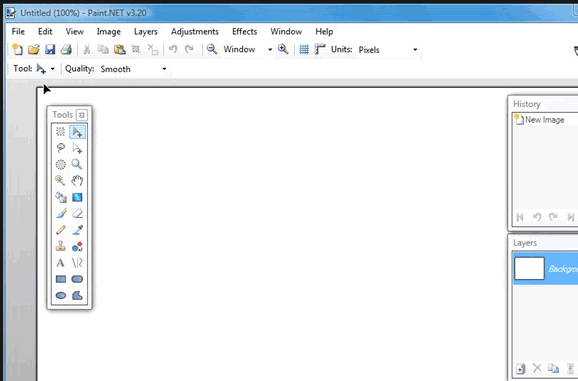 Untitled (100%) - Paint.NET v3.20
File Edit View Image Layers Adjustments Effects Window Help
Window Units: Pixels
Tool: Quality: Smooth
Tools
History
New Image
Layers
Backgrou